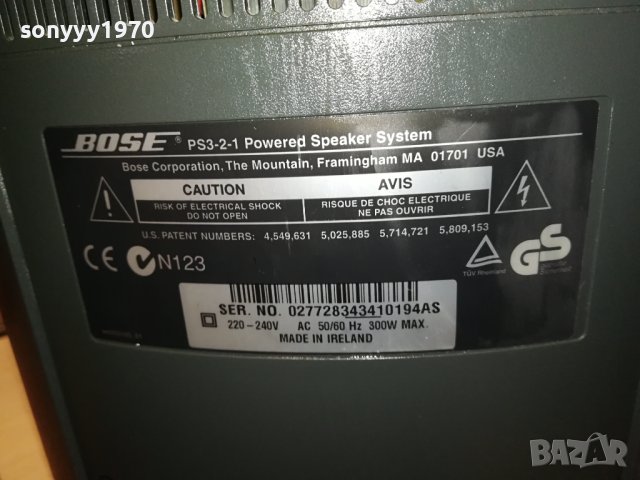 sonyyy1970
BOSE® PS3-2-1 Powered Speaker System
Bose Corporation, The Mountain, Framingham MA 01701 USA
CAUTION
RISK OF ELECTRICAL SHOCK
DO NOT OPEN
AVIS
RISQUE DE CHOC ELECTRIQUE
NE PAS OUVRIR
U.S. PATENT NUMBERS: 4,549,631 5,025,885 5,714,721 5,809,153
CE N123
TÜV Rheinland
GS
SER. NO. 027728343410194AS
220-240V AC 50/60 Hz 300W MAX.
MADE IN IRELAND
BAZAR